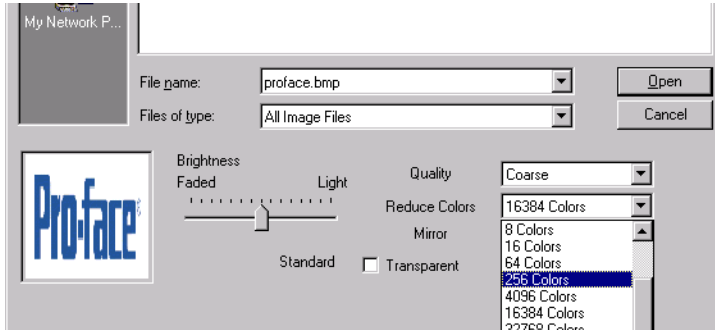 My Network P...
File name: proface.bmp Open
Files of type: All Image Files Cancel
Brightness
Faded Light
Quality Coarse
Reduce Colors 16384 Colors
Mirror
Standard
Transparent
Pro-face
8 Colors
16 Colors
64 Colors
256 Colors
4096 Colors
16384 Colors
32768 Colors